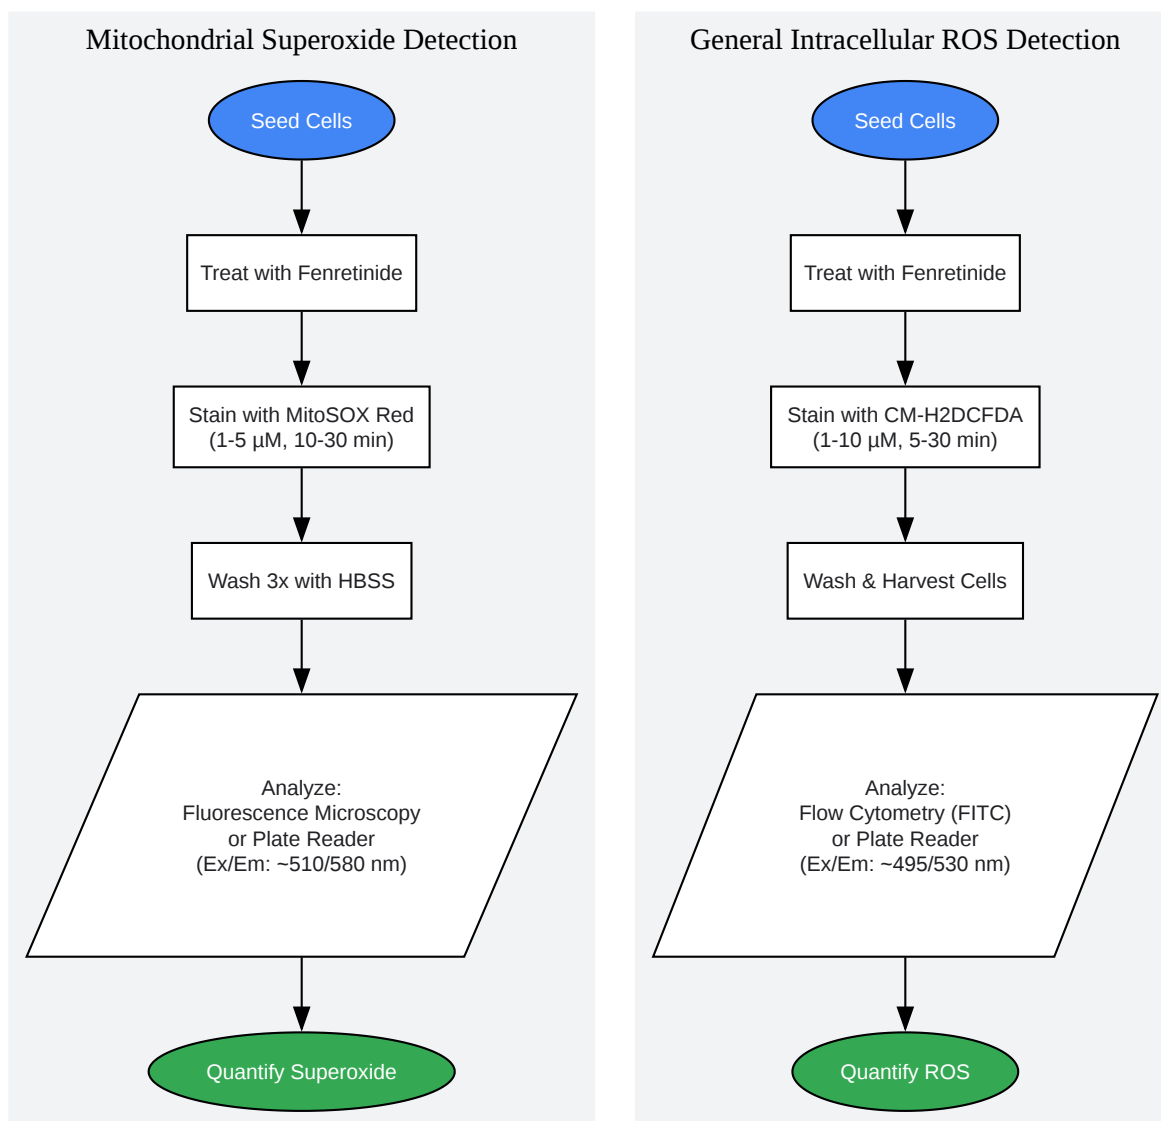 Mitochondrial Superoxide Detection
Seed Cells
Treat with Fenretinide
Stain with MitoSOX Red
(1-5 µM, 10-30 min)
Wash 3x with HBSS
Analyze:
Fluorescence Microscopy
or Plate Reader
(Ex/Em: ~510/580 nm)
Quantify Superoxide
General Intracellular ROS Detection
Seed Cells
Treat with Fenretinide
Stain with CM-H2DCFDA
(1-10 µM, 5-30 min)
Wash & Harvest Cells
Analyze:
Flow Cytometry (FITC)
or Plate Reader
(Ex/Em: ~495/530 nm)
Quantify ROS